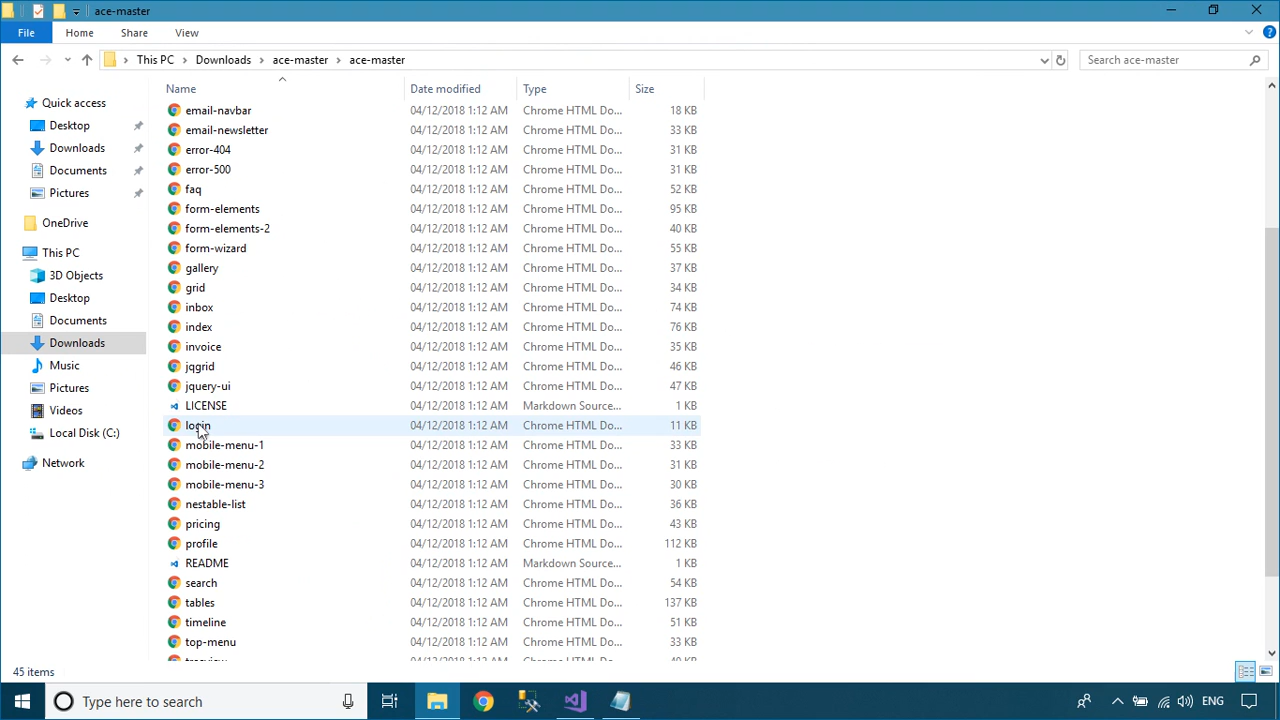 ace-master
File Home Share View
This PC Downloads ace-master ace-master Search ace-master
Name Date modified Type Size
Quick access
Desktop
Downloads
Documents
Pictures
OneDrive
This PC
3D Objects
Desktop
Documents
Downloads
Music
Pictures
Videos
Local Disk (C:)
Network
email-navbar 04/12/2018 1:12 AM Chrome HTML Do... 18 KB
email-newsletter 04/12/2018 1:12 AM Chrome HTML Do... 33 KB
error-404 04/12/2018 1:12 AM Chrome HTML Do... 31 KB
error-500 04/12/2018 1:12 AM Chrome HTML Do... 31 KB
faq 04/12/2018 1:12 AM Chrome HTML Do... 52 KB
form-elements 04/12/2018 1:12 AM Chrome HTML Do... 95 KB
form-elements-2 04/12/2018 1:12 AM Chrome HTML Do... 40 KB
form-wizard 04/12/2018 1:12 AM Chrome HTML Do... 55 KB
gallery 04/12/2018 1:12 AM Chrome HTML Do... 37 KB
grid 04/12/2018 1:12 AM Chrome HTML Do... 34 KB
inbox 04/12/2018 1:12 AM Chrome HTML Do... 74 KB
index 04/12/2018 1:12 AM Chrome HTML Do... 76 KB
invoice 04/12/2018 1:12 AM Chrome HTML Do... 35 KB
jqgrid 04/12/2018 1:12 AM Chrome HTML Do... 46 KB
jquery-ui 04/12/2018 1:12 AM Chrome HTML Do... 47 KB
LICENSE 04/12/2018 1:12 AM Markdown Source... 1 KB
login 04/12/2018 1:12 AM Chrome HTML Do... 11 KB
mobile-menu-1 04/12/2018 1:12 AM Chrome HTML Do... 33 KB
mobile-menu-2 04/12/2018 1:12 AM Chrome HTML Do... 31 KB
mobile-menu-3 04/12/2018 1:12 AM Chrome HTML Do... 30 KB
nestable-list 04/12/2018 1:12 AM Chrome HTML Do... 36 KB
pricing 04/12/2018 1:12 AM Chrome HTML Do... 43 KB
profile 04/12/2018 1:12 AM Chrome HTML Do... 112 KB
README 04/12/2018 1:12 AM Markdown Source... 1 KB
search 04/12/2018 1:12 AM Chrome HTML Do... 54 KB
tables 04/12/2018 1:12 AM Chrome HTML Do... 137 KB
timeline 04/12/2018 1:12 AM Chrome HTML Do... 51 KB
top-menu 04/12/2018 1:12 AM Chrome HTML Do... 33 KB
45 items
Type here to search ENG